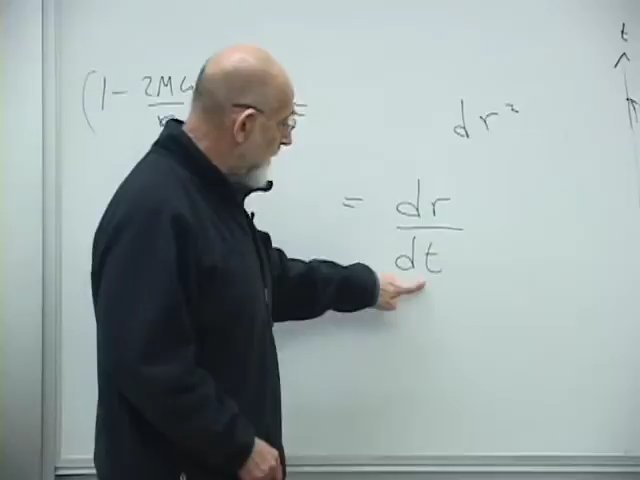 t
(1 - 2MG
r
dr²
= dr
dt